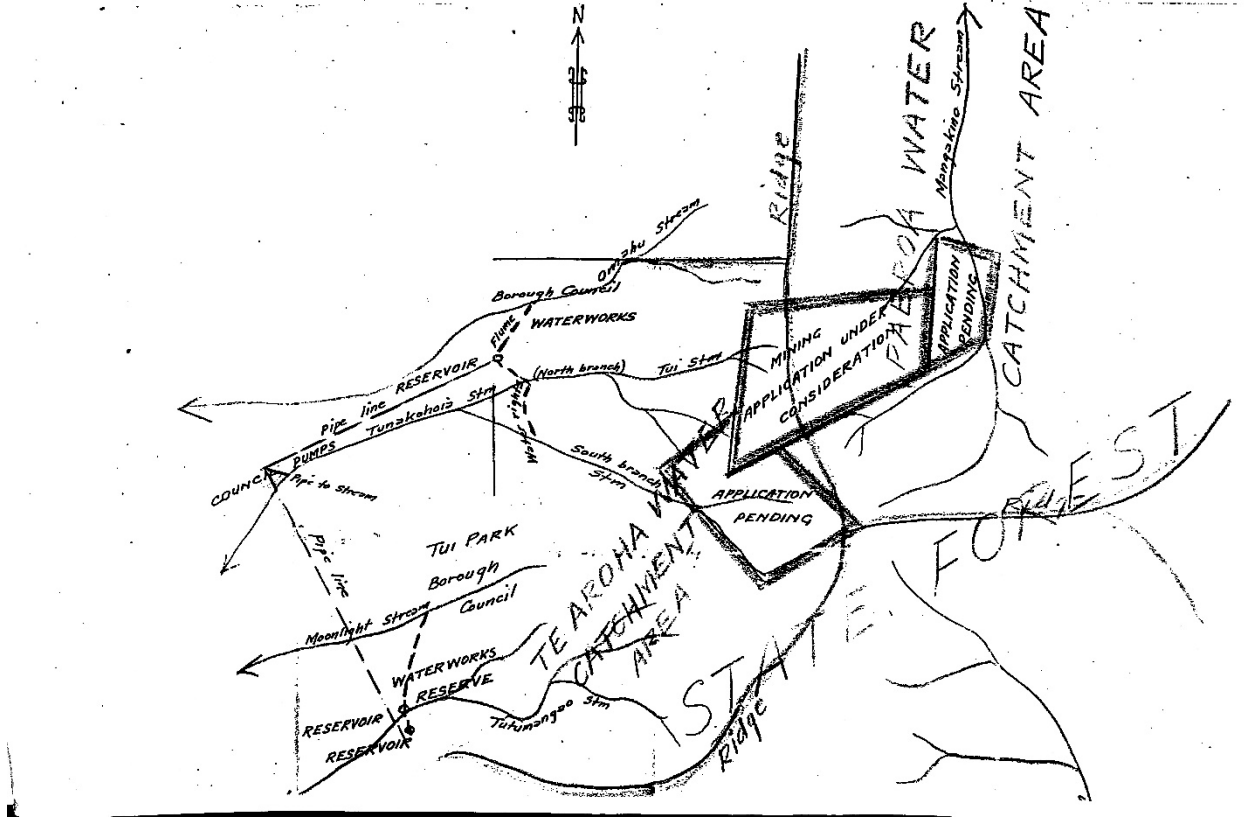 N
PAEROA WATER
CATCHMENT AREA
Mangakino Stream
Ridge
Omahu Stream
Borough Council
Flume
WATERWORKS
APPLICATION
PENDING
MINING
APPLICATION UNDER
CONSIDERATION
RESERVOIR
(North branch)
Tui Stm
Pipe line
Tunakohoia Stm
Water right
PUMPS
COUNCIL
Pipe to Stream
South branch
Stm
APPLICATION
PENDING
Ridge
STATE FOREST
TUI PARK
Pipe line
Borough
Council
Moonlight Stream
TE AROHA WATER
CATCHMENT
AREA
WATERWORKS
RESERVE
Tutumangao Stm
RESERVOIR
RESERVOIR
Ridge